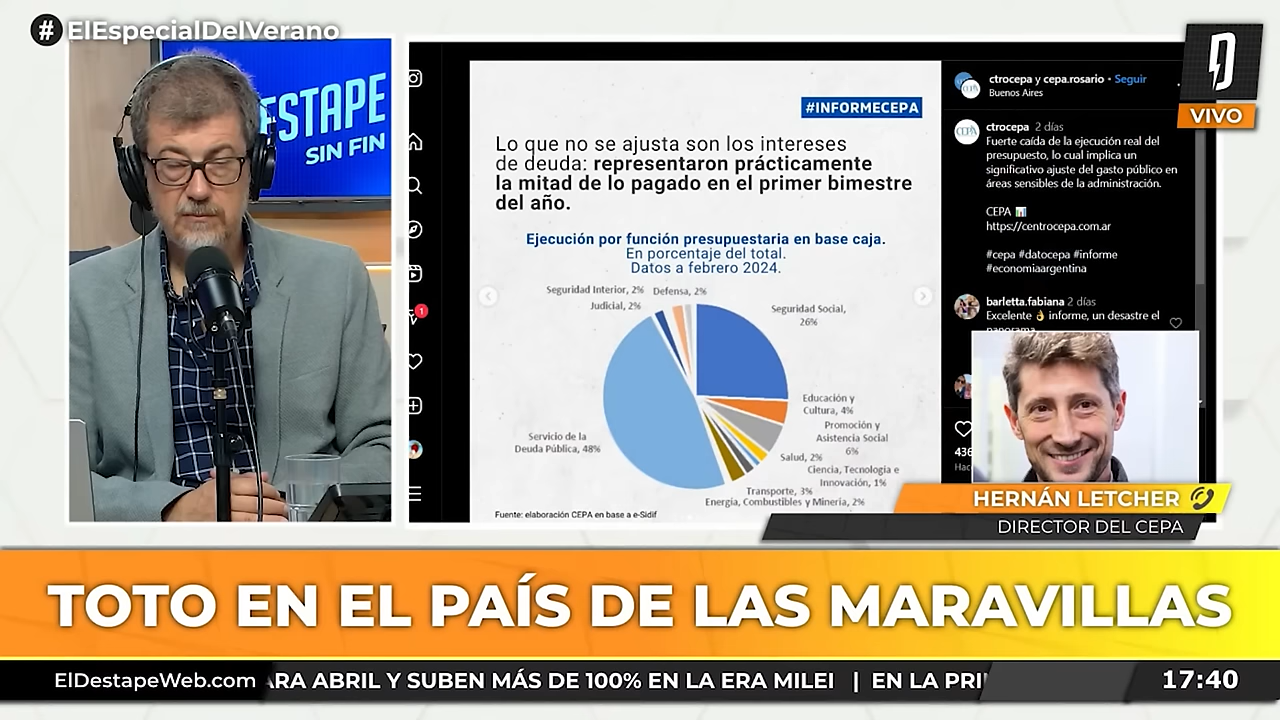 # ElEspecialDelVerano
ESTAPE
SIN FIN
#INFORMECEPA
Lo que no se ajusta son los intereses
de deuda: representaron prácticamente
la mitad de lo pagado en el primer bimestre
del año.
Ejecución por función presupuestaria en base caja.
En porcentaje del total.
Datos a febrero 2024.
Seguridad Interior, 2%
Defensa, 2%
Judicial, 2%
Seguridad Social,
26%
Educación y
Cultura, 4%
Promoción y
Asistencia Social
6%
Salud, 2%
Ciencia, Tecnología e
Innovación, 1%
Transporte, 3%
Energía, Combustibles y Minería, 2%
Servicio de la
Deuda Pública, 48%
Fuente: elaboración CEPA en base a e-Sidif
1
ctrocepa y cepa.rosario • Seguir
Buenos Aires
ctrocepa 2 días
Fuerte caída de la ejecución real del
presupuesto, lo cual implica un
significativo ajuste del gasto público en
áreas sensibles de la administración.
CEPA 📊
https://centrocepa.com.ar
#cepa #datocepa #informe
#economiaargentina
barletta.fabiana 2 días
Excelente 👌 informe, un desastre el
panorama
436
Hac
VIVO
HERNÁN LETCHER
DIRECTOR DEL CEPA
TOTO EN EL PAÍS DE LAS MARAVILLAS
ElDestapeWeb.com
ARA ABRIL Y SUBEN MÁS DE 100% EN LA ERA MILEI | EN LA PRI
17:40